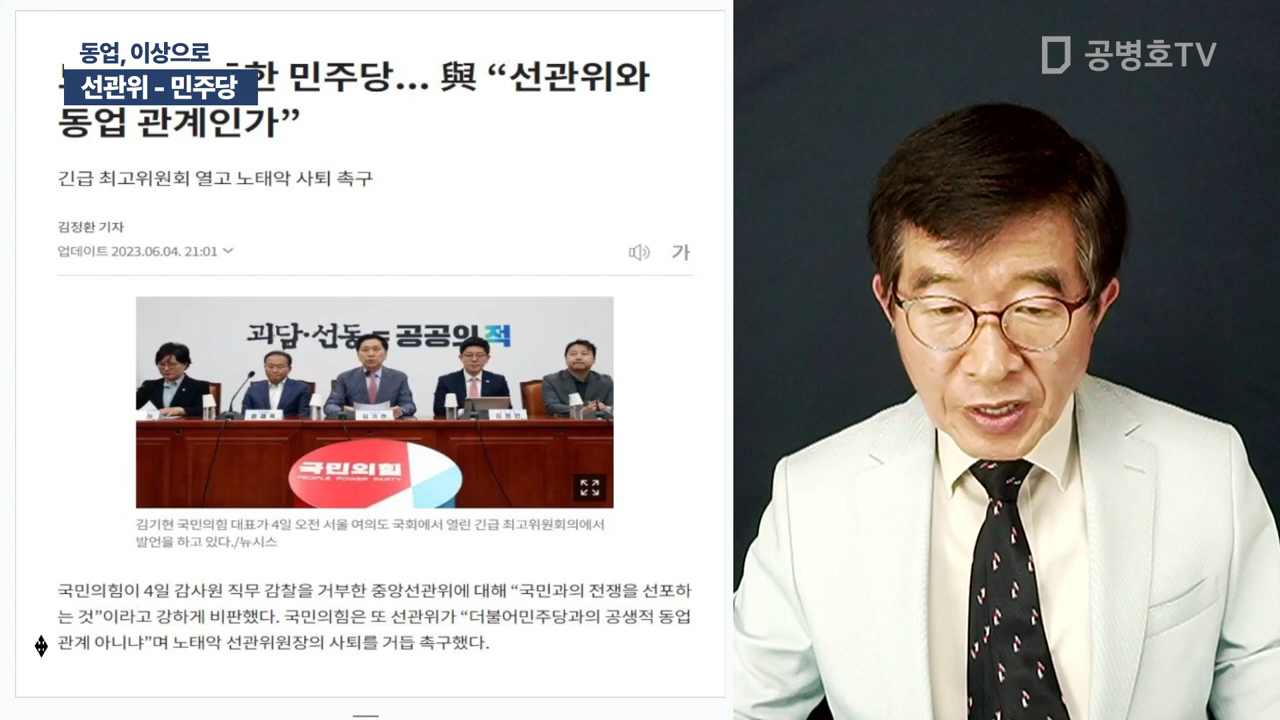 동업, 이상으로
선관위 - 민주당
한 민주당... 與 “선관위와
동업 관계인가”
긴급 최고위원회 열고 노태악 사퇴 촉구
김정환 기자
업데이트 2023.06.04. 21:01
가
괴담·선동= 공공의 적
김기현
국민의힘
PEOPLE POWER PARTY
김기현 국민의힘 대표가 4일 오전 서울 여의도 국회에서 열린 긴급 최고위원회의에서
발언을 하고 있다./뉴시스
국민의힘이 4일 감사원 직무 감찰을 거부한 중앙선관위에 대해 “국민과의 전쟁을 선포하
는 것”이라고 강하게 비판했다. 국민의힘은 또 선관위가 “더불어민주당과의 공생적 동업
관계 아니냐”며 노태악 선관위원장의 사퇴를 거듭 촉구했다.
공병호TV